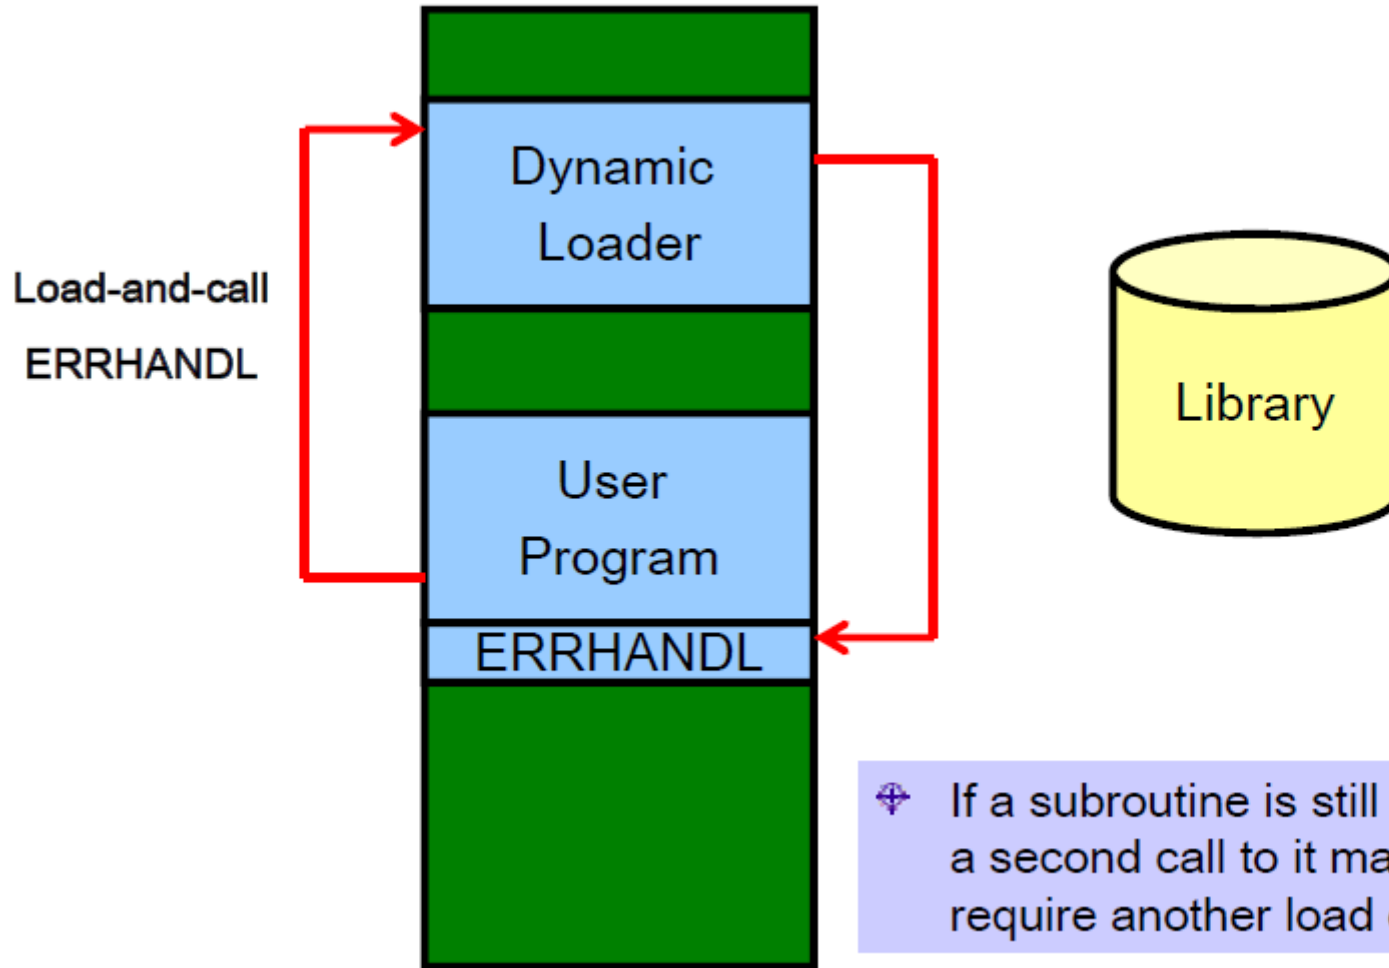 Dynamic
Loader
Load-and-call
ERRHANDL
Library
User
Program
ERRHANDL
If a subroutine is still
a second call to it ma
require another load